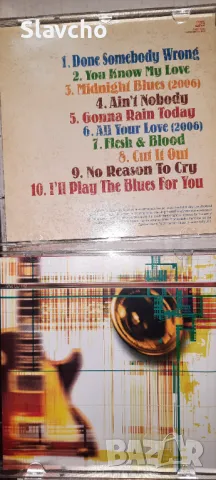 Slavcho
1. Done Somebody Wrong
2. You Know My Love
3. Midnight Blues (2006)
4. Ain't Nobody
5. Gonna Rain Today
6. All Your Love (2006)
7. Flesh & Blood
8. Cut It Out
9. No Reason To Cry
10. I'll Play The Blues For You
BAZAR